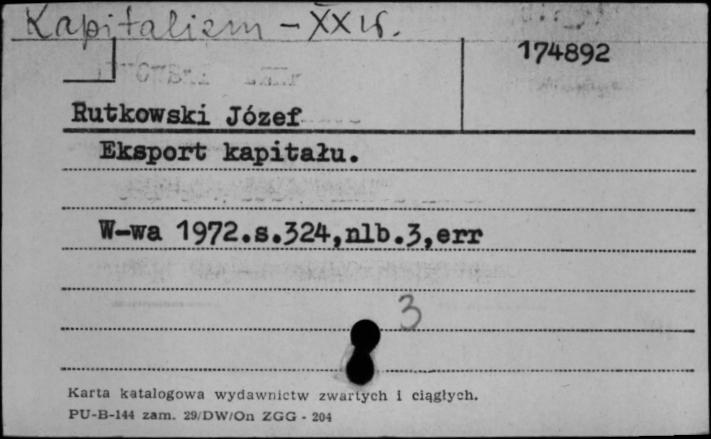 Kapitalizm – XX w.
174892
Rutkowski Józef
Eksport kapitału.
W-wa 1972.s.324,nlb.3,err
3
Karta katalogowa wydawnictw zwartych i ciągłych.
PU-B-144 zam. 29/DW/On ZGG - 204